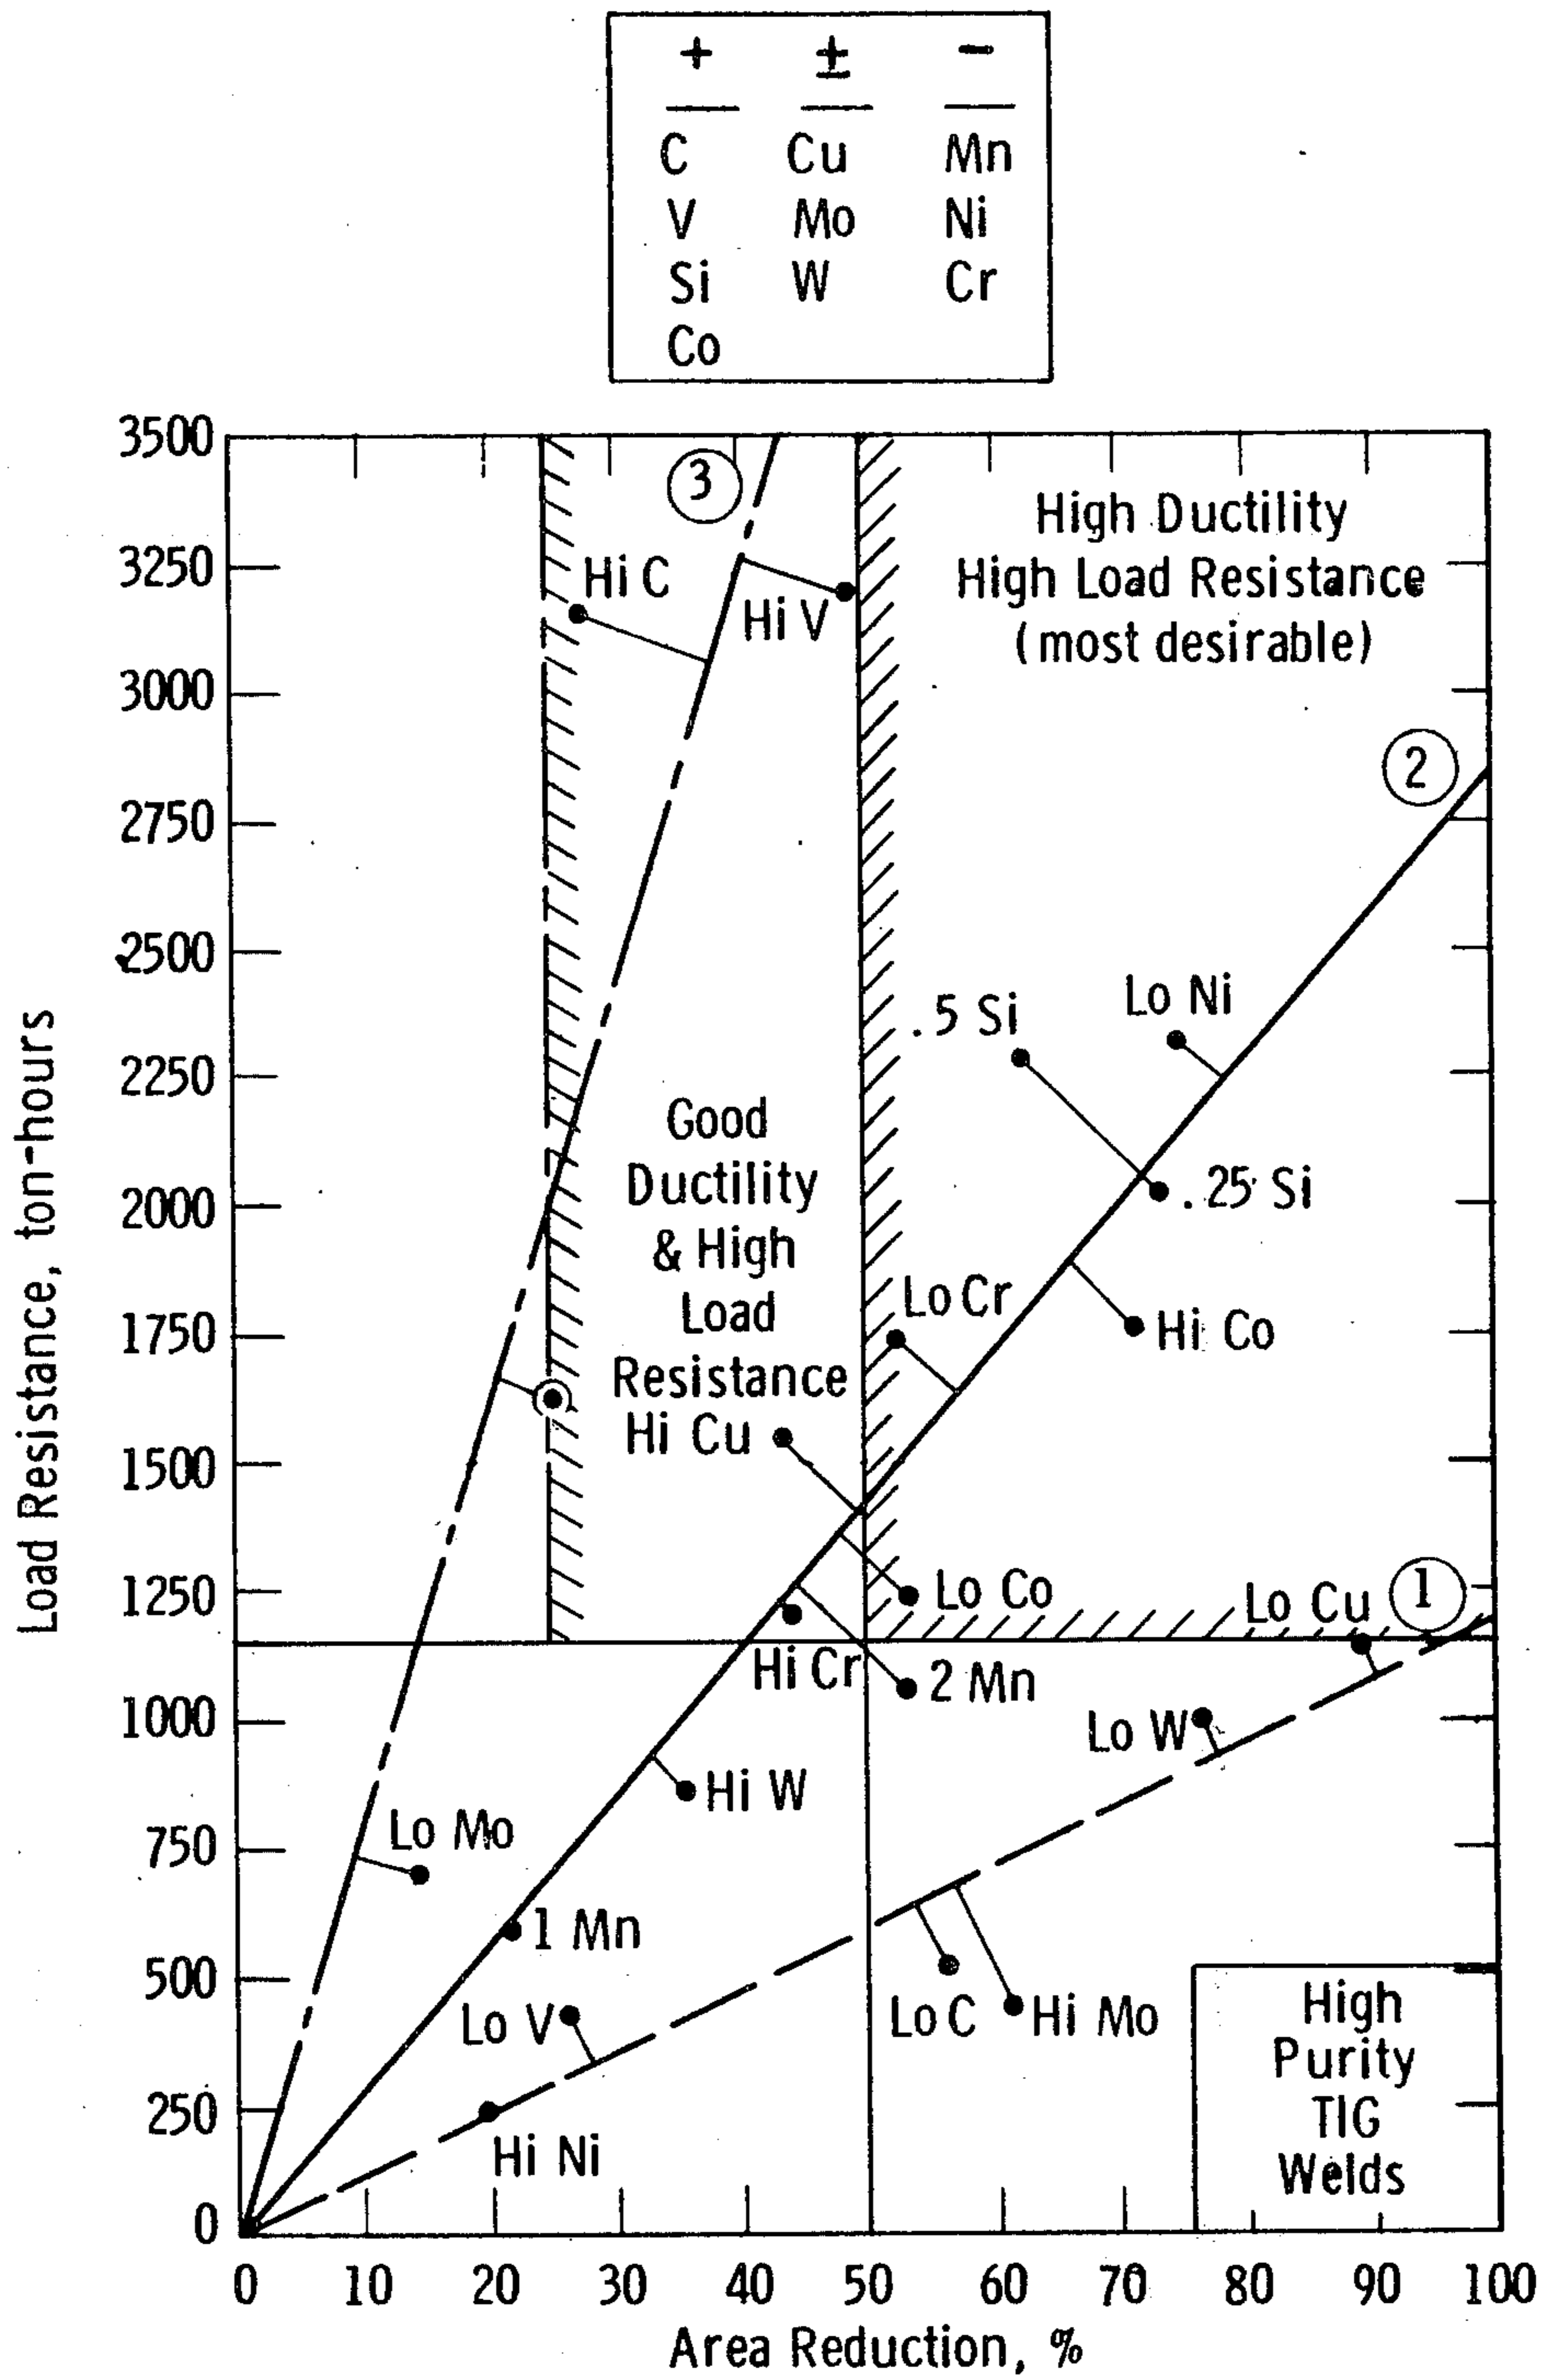 + ± −
C Cu Mn
V Mo Ni
Si W Cr
Co
Load Resistance, ton-hours
3500
3250
3000
2750
2500
2250
2000
1750
1500
1250
1000
750
500
250
0
3
High Ductility
High Load Resistance
(most desirable)
Hi C
Hi V
2
Lo Ni
.5 Si
Good
Ductility
& High
Load
Resistance
.25 Si
Lo Cr
Hi Co
Hi Cu
Lo Co
Lo Cu
1
Hi Cr
2 Mn
Lo W
Hi W
Lo Mo
1 Mn
Lo V
Lo C
Hi Mo
Hi Ni
High
Purity
TIG
Welds
0 10 20 30 40 50 60 70 80 90 100
Area Reduction, %